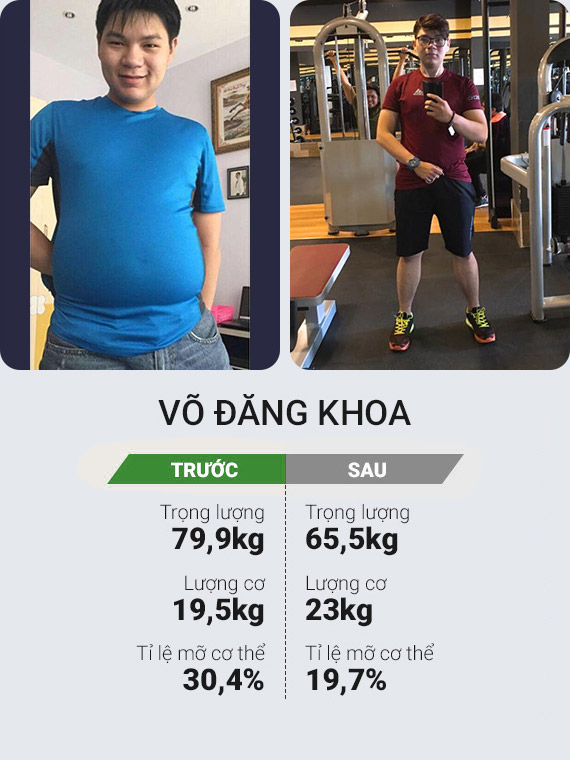 VÕ ĐĂNG KHOA
TRƯỚC SAU
Trọng lượng Trọng lượng
79,9kg 65,5kg
Lượng cơ Lượng cơ
19,5kg 23kg
Tỉ lệ mỡ cơ thể Tỉ lệ mỡ cơ thể
30,4% 19,7%